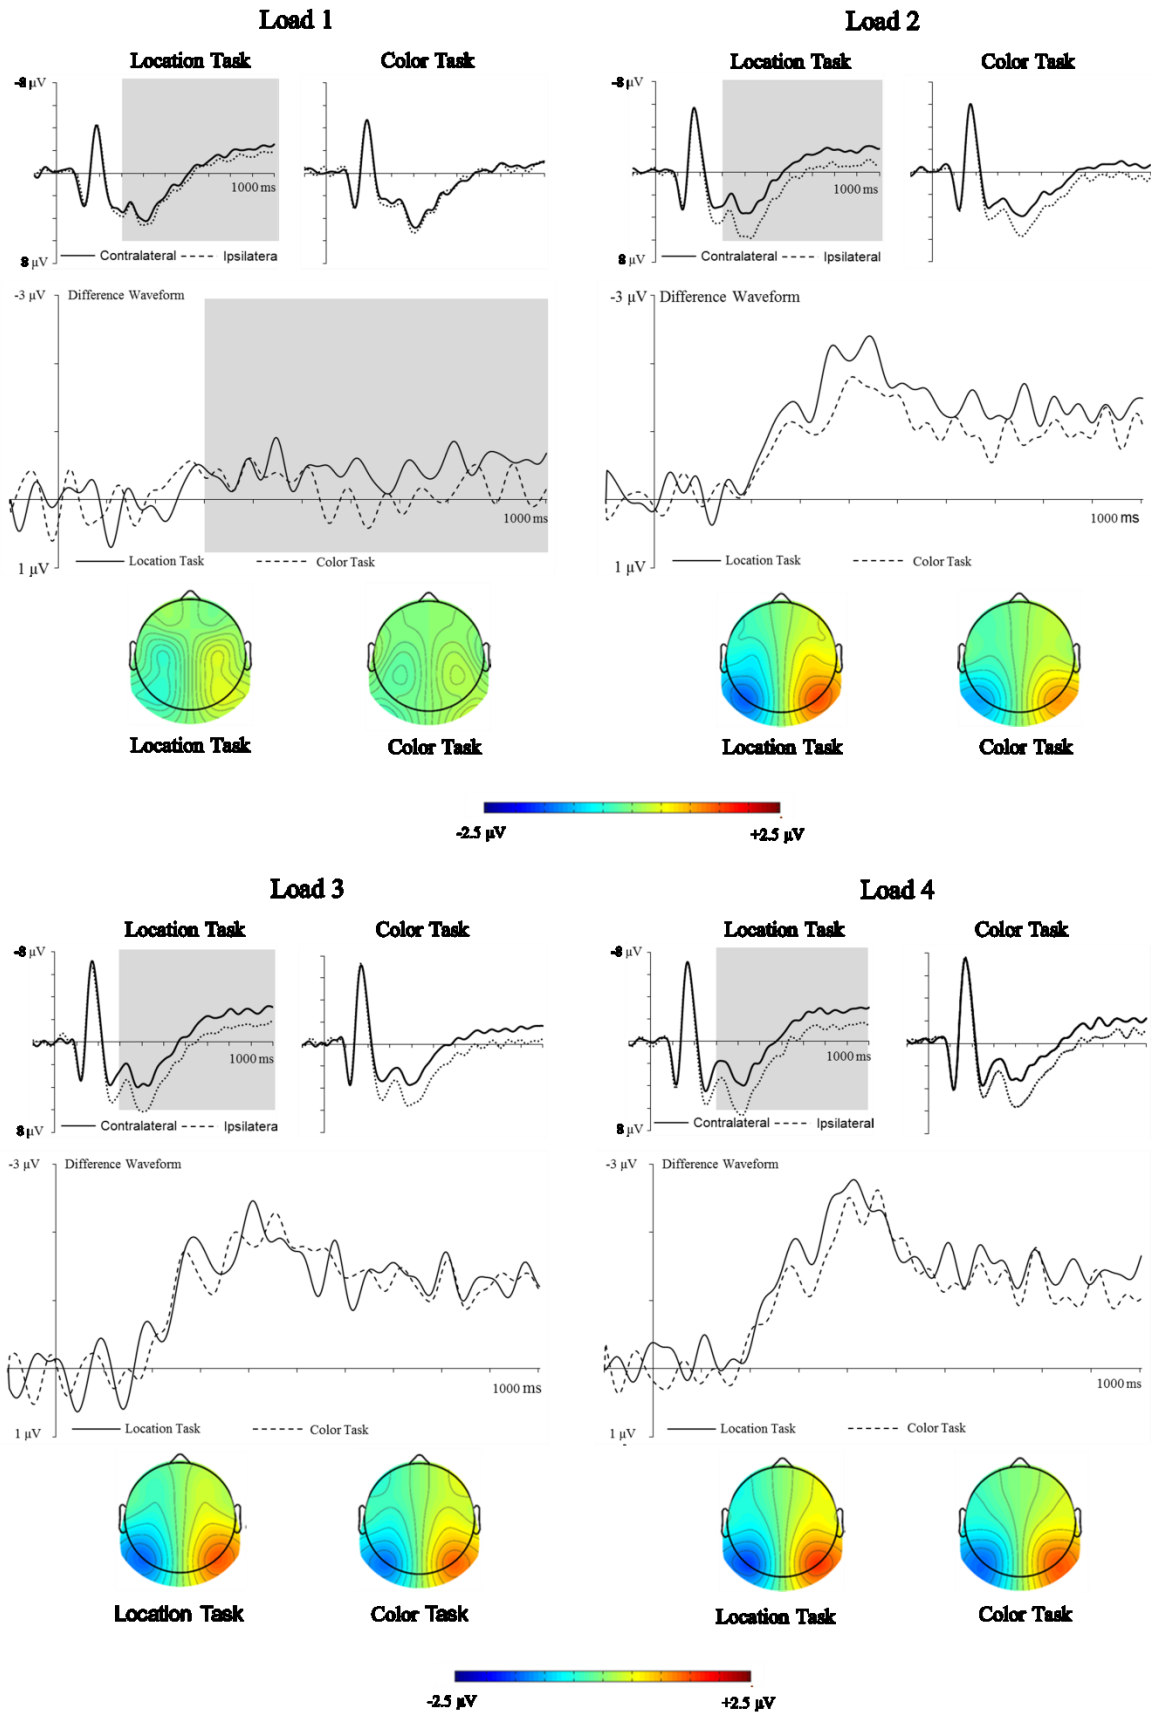 Load 1
Location Task
Color Task
-8 µV
1000 ms
8 µV
Contralateral
Ipsilatera
-3 µV
Difference Waveform
1000 ms
1 µV
Location Task
Color Task
Location Task
Color Task
Load 2
Location Task
Color Task
-8 µV
1000 ms
8 µV
Contralateral
Ipsilateral
-3 µV
Difference Waveform
1000 ms
1 µV
Location Task
Color Task
Location Task
Color Task
-2.5 µV
+2.5 µV
Load 3
Location Task
Color Task
-8 µV
1000 ms
8 µV
Contralateral
Ipsilatera
-3 µV
Difference Waveform
1000 ms
1 µV
Location Task
Color Task
Location Task
Color Task
Load 4
Location Task
Color Task
-8 µV
1000 ms
8 µV
Contralateral
Ipsilateral
-3 µV
Difference Waveform
1000 ms
1 µV
Location Task
Color Task
Location Task
Color Task
-2.5 µV
+2.5 µV